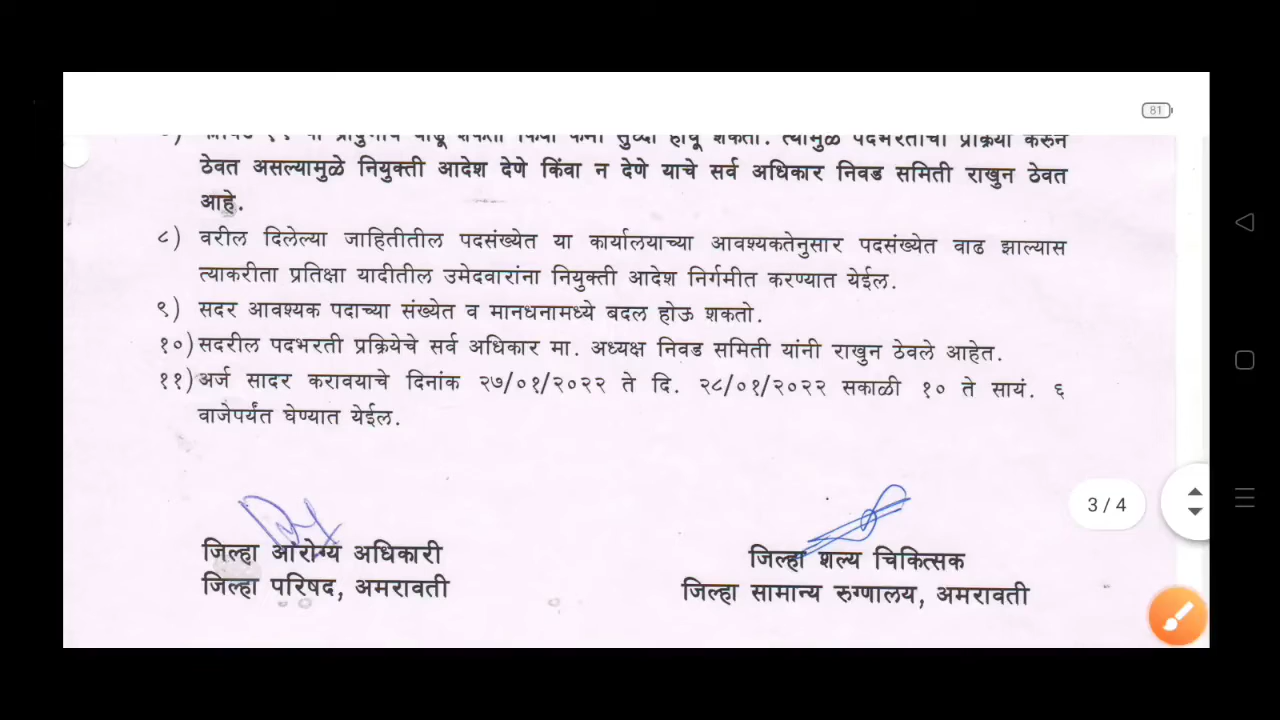 81
ठेवत असल्यामुळे नियुक्ती आदेश देणे किंवा न देणे याचे सर्व अधिकार निवड समिती राखुन ठेवत
आहे.
८) वरील दिलेल्या जाहितीतील पदसंख्येत या कार्यालयाच्या आवश्यकतेनुसार पदसंख्येत वाढ झाल्यास
त्याकरीता प्रतिक्षा यादीतील उमेदवारांना नियुक्ती आदेश निर्गमीत करण्यात येईल.
९) सदर आवश्यक पदाच्या संख्येत व मानधनामध्ये बदल होऊ शकतो.
१०) सदरील पदभरती प्रक्रियेचे सर्व अधिकार मा. अध्यक्ष निवड समिती यांनी राखुन ठेवले आहेत.
११) अर्ज सादर करावयाचे दिनांक २७/०१/२०२२ ते दि. २८/०१/२०२२ सकाळी १० ते सायं. ६
वाजेपर्यंत घेण्यात येईल.
3 / 4
जिल्हा आरोग्य अधिकारी
जिल्हा परिषद, अमरावती
जिल्हा शल्य चिकित्सक
जिल्हा सामान्य रुग्णालय, अमरावती